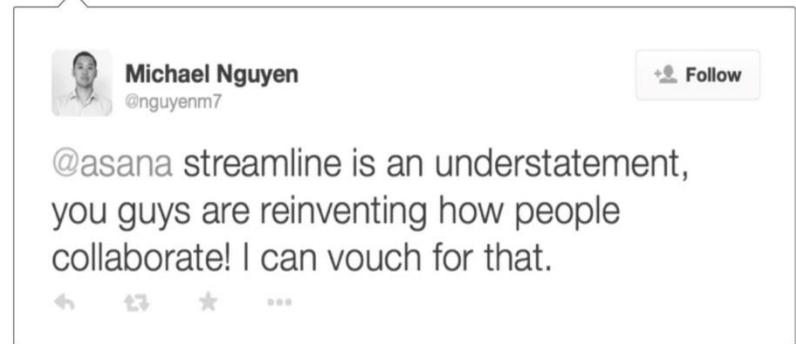 Michael Nguyen
@nguyenm7
Follow
@asana streamline is an understatement,
you guys are reinventing how people
collaborate! I can vouch for that.